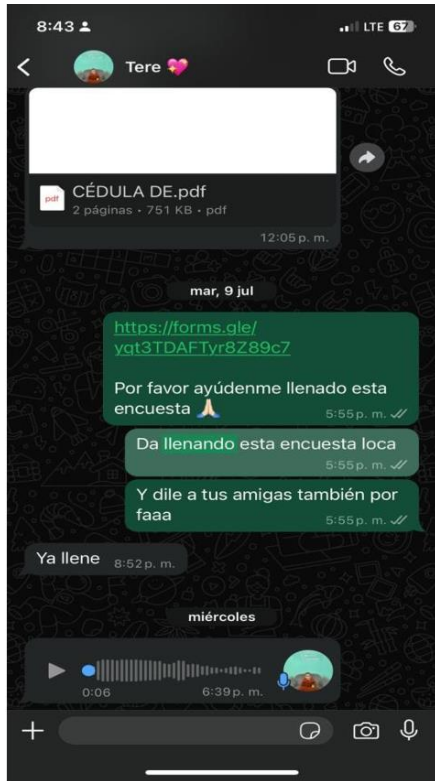 8:43
LTE 67
Tere
CÉDULA DE.pdf
pdf
2 páginas • 751 KB • pdf
12:05 p. m.
mar, 9 jul
https://forms.gle/
yqt3TDAFTyr8Z89c7
Por favor ayúdenme llenado esta
encuesta
5:55 p. m.
Da llenando esta encuesta loca
5:55 p. m.
Y dile a tus amigas también por
faaa
5:55 p. m.
Ya llene 8:52 p. m.
miércoles
0:06 6:39 p. m.